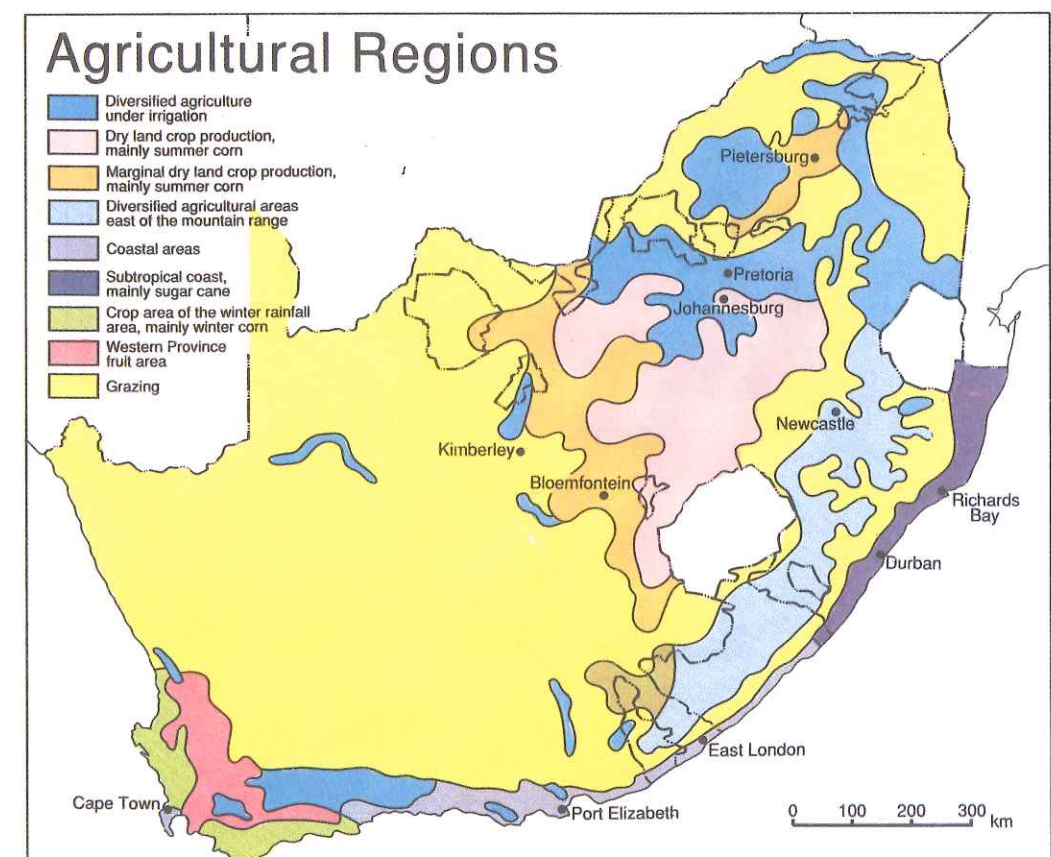 Agricultural Regions
Diversified agriculture
under irrigation
Dry land crop production,
mainly summer corn
Marginal dry land crop production,
mainly summer corn
Diversified agricultural areas
east of the mountain range
Coastal areas
Subtropical coast,
mainly sugar cane
Crop area of the winter rainfall
area, mainly winter corn
Western Province
fruit area
Grazing
Pietersburg
Pretoria
Johannesburg
Newcastle
Kimberley
Bloemfontein
Richards
Bay
Durban
East London
Cape Town
Port Elizabeth
0 100 200 300 km